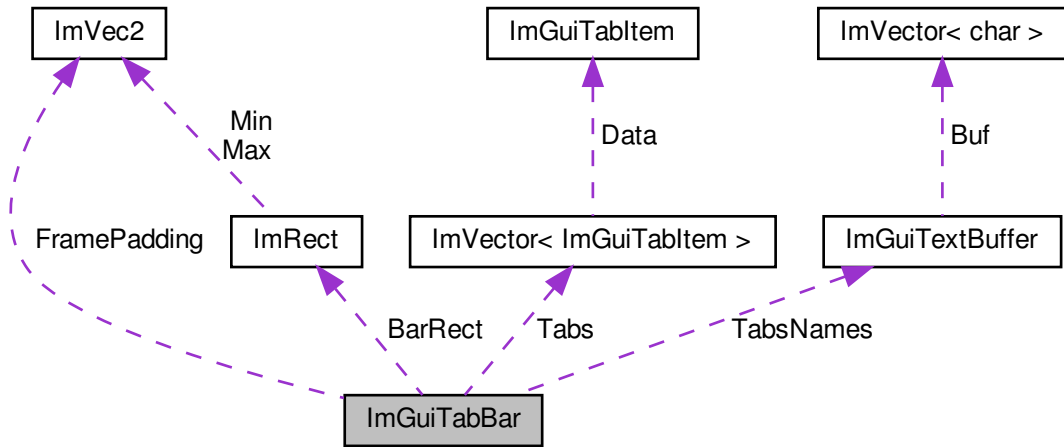 ImVec2
ImGuiTabItem
ImVector< char >
Min
Max
Data
Buf
FramePadding
ImRect
ImVector< ImGuiTabItem >
ImGuiTextBuffer
BarRect
Tabs
TabsNames
ImGuiTabBar